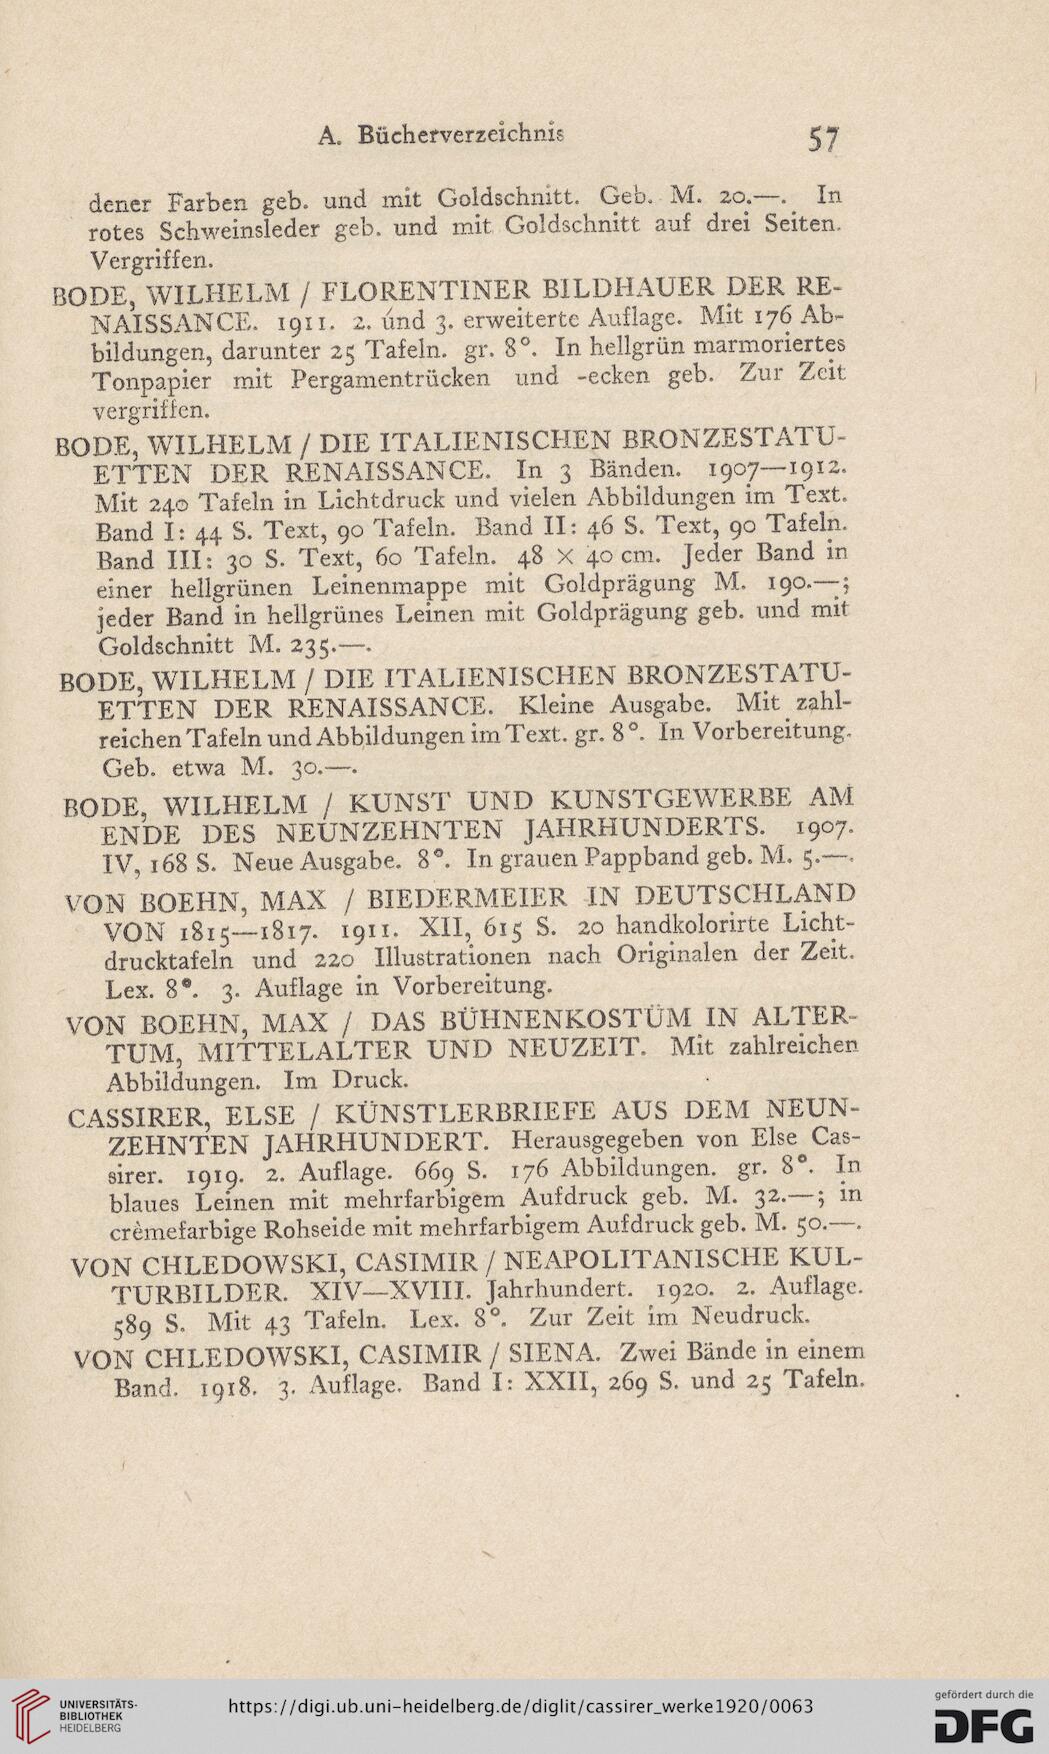 A. Bücherverzeichnis 57
dener Farben geb. und mit Goldschnitt. Geb. M. 20.—. In
rotes Schweinsleder geb. und mit Goldschnitt auf drei Seiten.
Vergriffen.
BODE, WILHELM / FLORENTINER BILDHAUER DER RE-
NAISSANCE. 1911. 2. und 3. erweiterte Auflage. Mit 176 Ab-
bildungen, darunter 25 Tafeln. gr. 8°. In hellgrün marmoriertes
Tonpapier mit Pergamentrücken und -ecken geb. Zur Zeit
vergriffen.
BODE, WILHELM / DIE ITALIENISCHEN BRONZESTATU-
ETTEN DER RENAISSANCE. In 3 Bänden. 1907—1912.
Mit 240 Tafeln in Lichtdruck und vielen Abbildungen im Text.
Band I: 44 S. Text, 90 Tafeln. Band II: 46 S. Text, 90 Tafeln.
Band III: 30 S. Text, 60 Tafeln. 48 × 40 cm. Jeder Band in
einer hellgrünen Leinenmappe mit Goldprägung M. 190.—;
jeder Band in hellgrünes Leinen mit Goldprägung geb. und mit
Goldschnitt M. 235.—.
BODE, WILHELM / DIE ITALIENISCHEN BRONZESTATU-
ETTEN DER RENAISSANCE. Kleine Ausgabe. Mit zahl-
reichen Tafeln und Abbildungen im Text. gr. 8°. In Vorbereitung.
Geb. etwa M. 30.—.
BODE, WILHELM / KUNST UND KUNSTGEWERBE AM
ENDE DES NEUNZEHNTEN JAHRHUNDERTS. 1907.
IV, 168 S. Neue Ausgabe. 8°. In grauen Pappband geb. M. 5.—.
VON BOEHN, MAX / BIEDERMEIER IN DEUTSCHLAND
VON 1815—1817. 1911. XII, 615 S. 20 handkolorirte Licht-
drucktafeln und 220 Illustrationen nach Originalen der Zeit.
Lex. 8°. 3. Auflage in Vorbereitung.
VON BOEHN, MAX / DAS BÜHNENKOSTÜM IN ALTER-
TUM, MITTELALTER UND NEUZEIT. Mit zahlreichen
Abbildungen. Im Druck.
CASSIRER, ELSE / KÜNSTLERBRIEFE AUS DEM NEUN-
ZEHNTEN JAHRHUNDERT. Herausgegeben von Else Cas-
sirer. 1919. 2. Auflage. 669 S. 176 Abbildungen. gr. 8°. In
blaues Leinen mit mehrfarbigem Aufdruck geb. M. 32.—; in
crèmefarbige Rohseide mit mehrfarbigem Aufdruck geb. M. 50.—.
VON CHLEDOWSKI, CASIMIR / NEAPOLITANISCHE KUL-
TURBILDER. XIV—XVIII. Jahrhundert. 1920. 2. Auflage.
589 S. Mit 43 Tafeln. Lex. 8°. Zur Zeit im Neudruck.
VON CHLEDOWSKI, CASIMIR / SIENA. Zwei Bände in einem
Band. 1918. 3. Auflage. Band I: XXII, 269 S. und 25 Tafeln.
UNIVERSITÄTS-
BIBLIOTHEK
HEIDELBERG
https://digi.ub.uni-heidelberg.de/diglit/cassirer_werke1920/0063
gefördert durch die
DFG